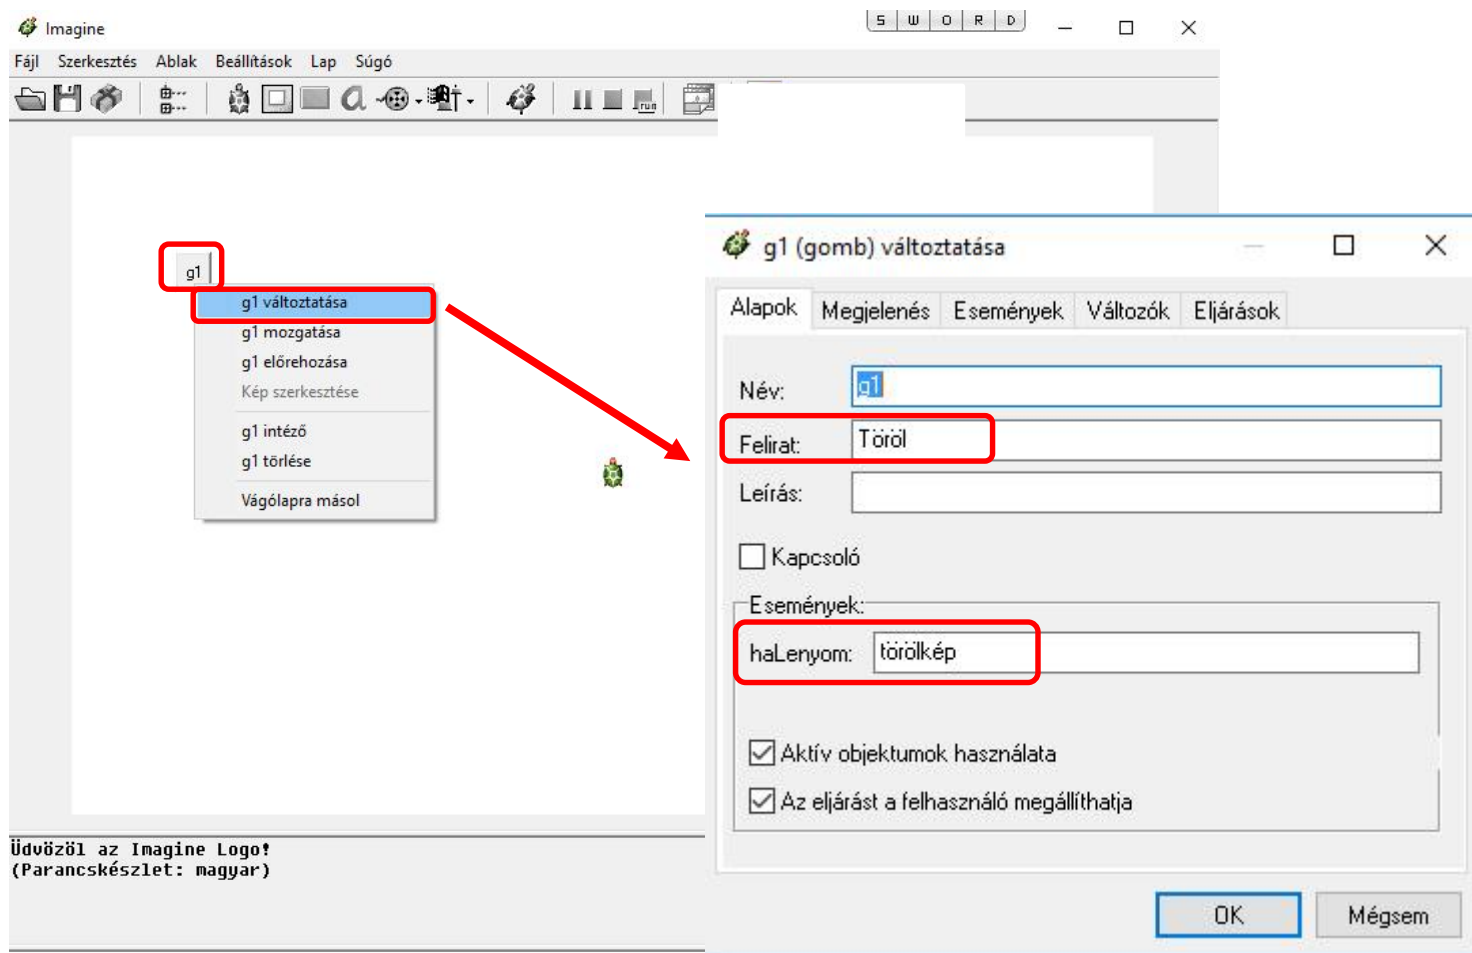 Imagine
S W O R D
Fájl Szerkesztés Ablak Beállítások Lap Súgó
run
g1
g1 változtatása
g1 mozgatása
g1 előrehozása
Kép szerkesztése
g1 intéző
g1 törlése
Vágólapra másol
Üdvözöl az Imagine Logo!
(Parancskészlet: magyar)
g1 (gomb) változtatása
Alapok Megjelenés Események Változók Eljárások
Név: g1
Felirat: Töröl
Leírás:
Kapcsoló
Események:
haLenyom: törölkép
Aktív objektumok használata
Az eljárást a felhasználó megállíthatja
OK Mégsem